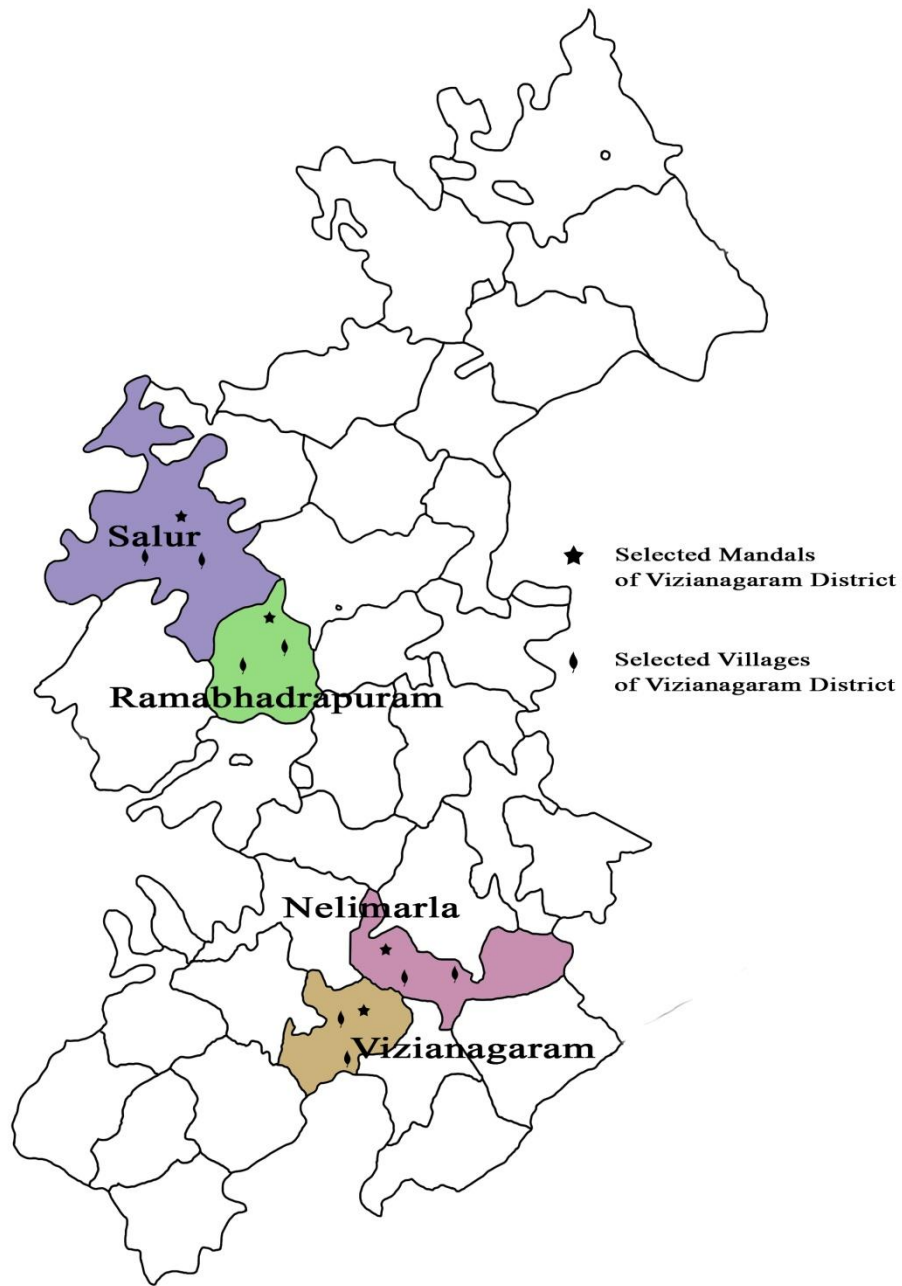 Salur
Selected Mandals
of Vizianagaram District
Selected Villages
of Vizianagaram District
Ramabhadrapuram
Nelimarla
Vizianagaram